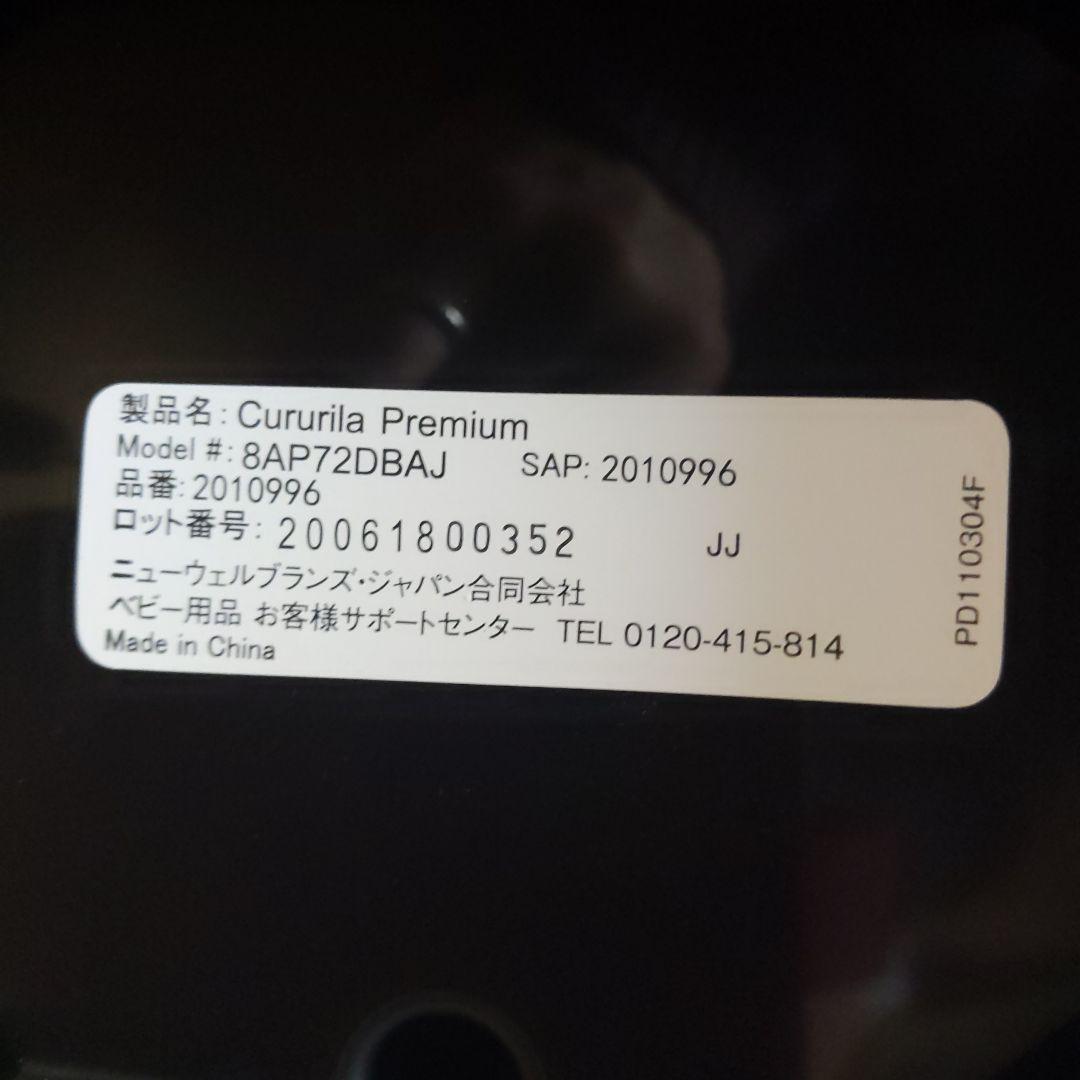 製品名: Cururila Premium
Model #: 8AP72DBAJ SAP: 2010996
品番: 2010996
ロット番号: 20061800352 JJ
ニューウェルブランズ・ジャパン合同会社
ベビー用品 お客様サポートセンター TEL 0120-415-814
Made in China
PD110304F